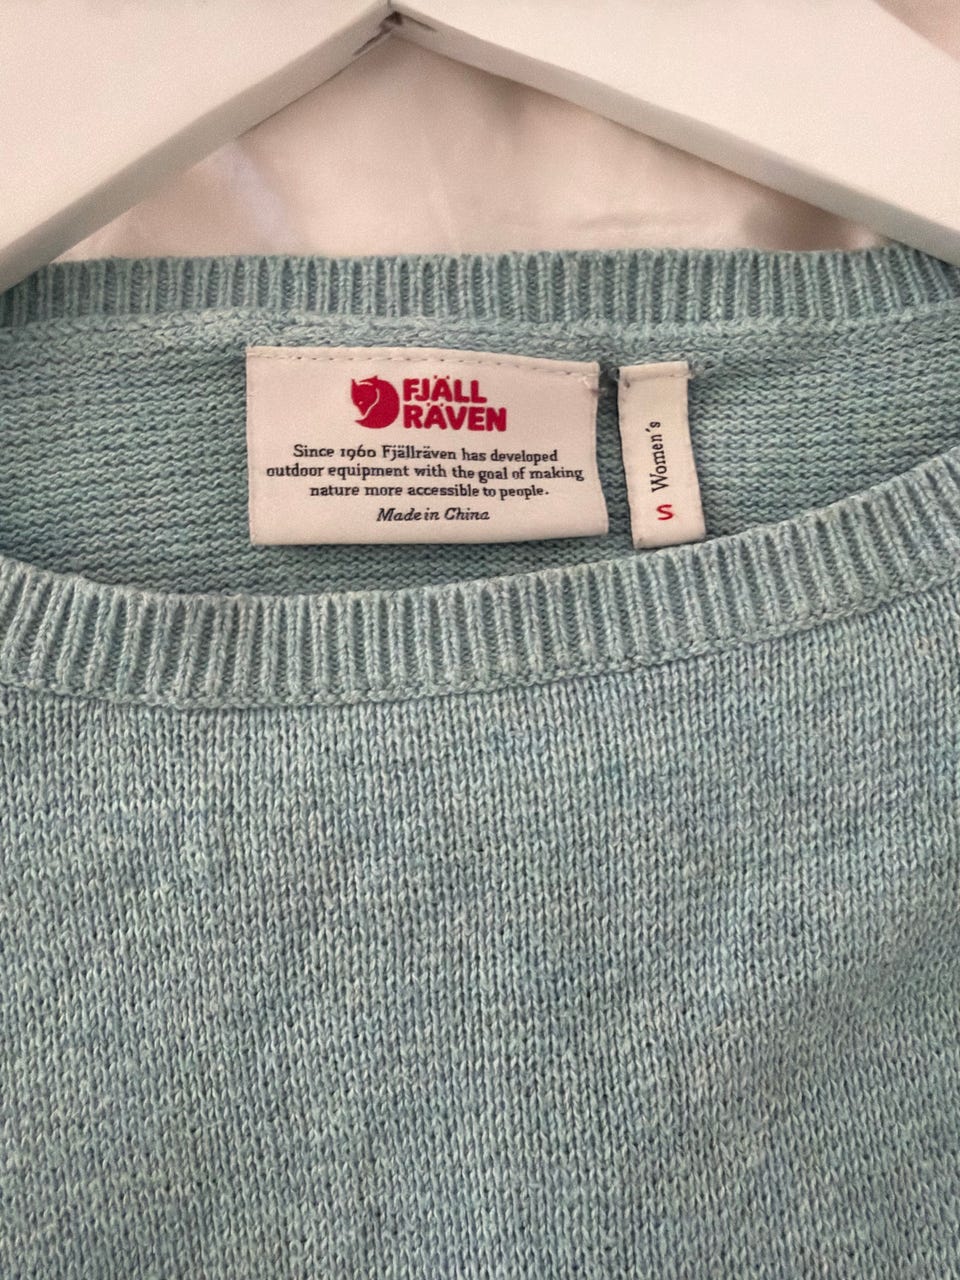 FJÄLL
RÄVEN
Since 1960 Fjällräven has developed
outdoor equipment with the goal of making
nature more accessible to people.
Made in China
Women's
S